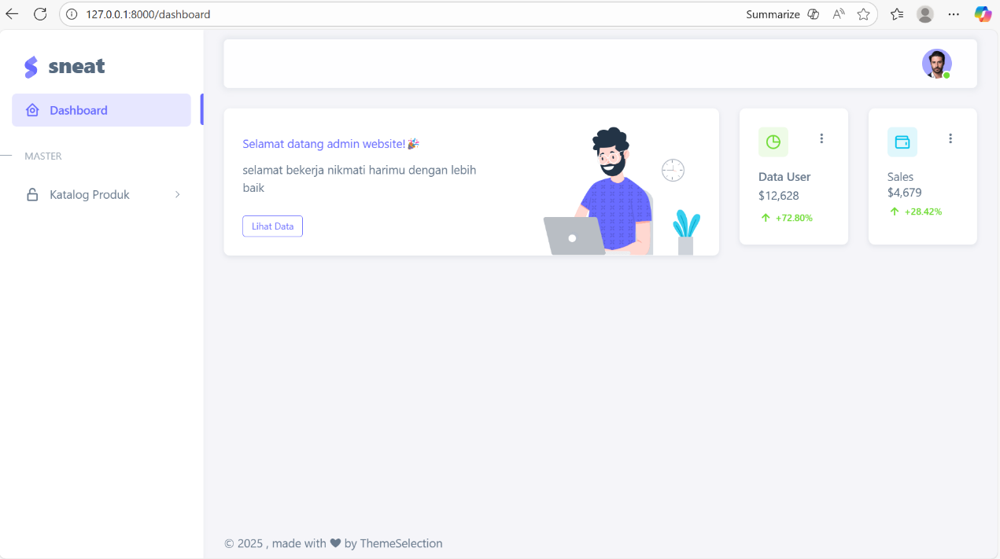 127.0.0.1:8000/dashboard
Summarize
sneat
Dashboard
MASTER
Katalog Produk
Selamat datang admin website!🎉
selamat bekerja nikmati harimu dengan lebih
baik
Lihat Data
Data User
$12,628
+72.80%
Sales
$4,679
+28.42%
© 2025 , made with ❤ by ThemeSelection